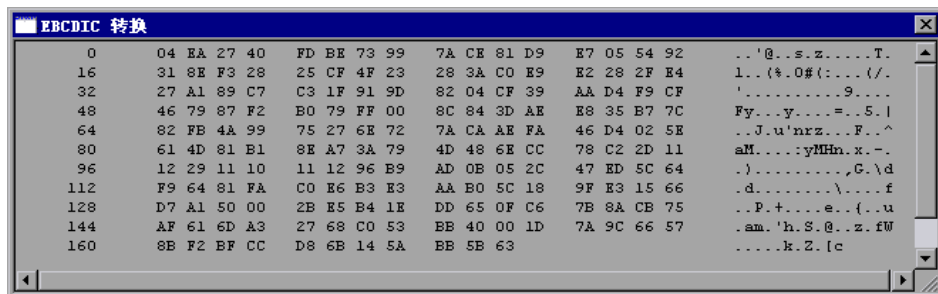 EBCDIC 转换
0 04 EA 27 40 FD BE 73 99 7A CE 81 D9 E7 05 54 92 ..'@..s.z.....T.
16 31 8E F3 28 25 CF 4F 23 28 3A C0 E9 E2 28 2F E4 1..(%.O#(:...(/.
32 27 A1 89 C7 C3 1F 91 9D 82 04 CF 39 AA D4 F9 CF '..........9....
48 46 79 87 F2 B0 79 FF 00 8C 84 3D AE E8 35 B7 7C Fy...y....=..5.|
64 82 FB 4A 99 75 27 6E 72 7A CA AE FA 46 D4 02 5E ..J.u'nrz...F..^
80 61 4D 81 B1 8E A7 3A 79 4D 48 6E CC 78 C2 2D 11 aM....:yMHn.x.-.
96 12 29 11 10 11 12 96 B9 AD 0B 05 2C 47 ED 5C 64 .).........,G.\d
112 F9 64 81 FA C0 E6 B3 E3 AA B0 5C 18 9F E3 15 66 .d........\....f
128 D7 A1 50 00 2B E5 B4 1E DD 65 0F C6 7B 8A CB 75 ..P.+....e..{..u
144 AF 61 6D A3 27 68 C0 53 BB 40 00 1D 7A 9C 66 57 .am.'h.S.@..z.fW
160 8B F2 BF CC D8 6B 14 5A BB 5B 63 .....k.Z.[c